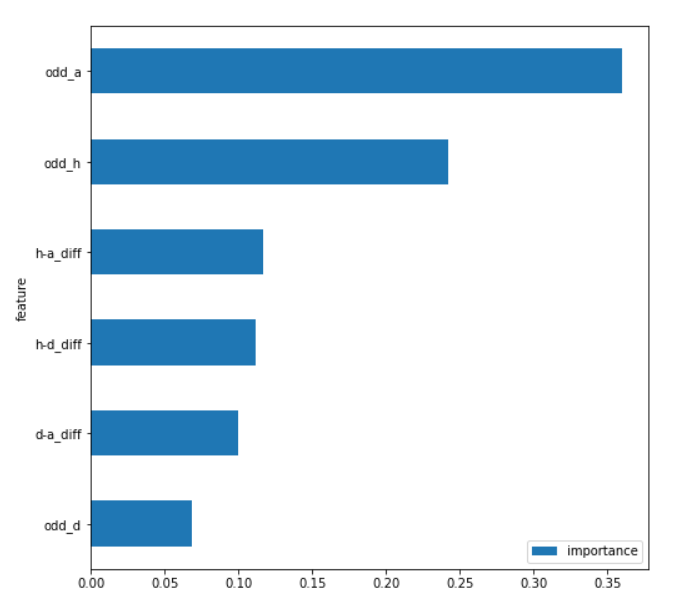 odd_a
odd_h
h-a_diff
feature
h-d_diff
d-a_diff
odd_d
importance
0.00 0.05 0.10 0.15 0.20 0.25 0.30 0.35